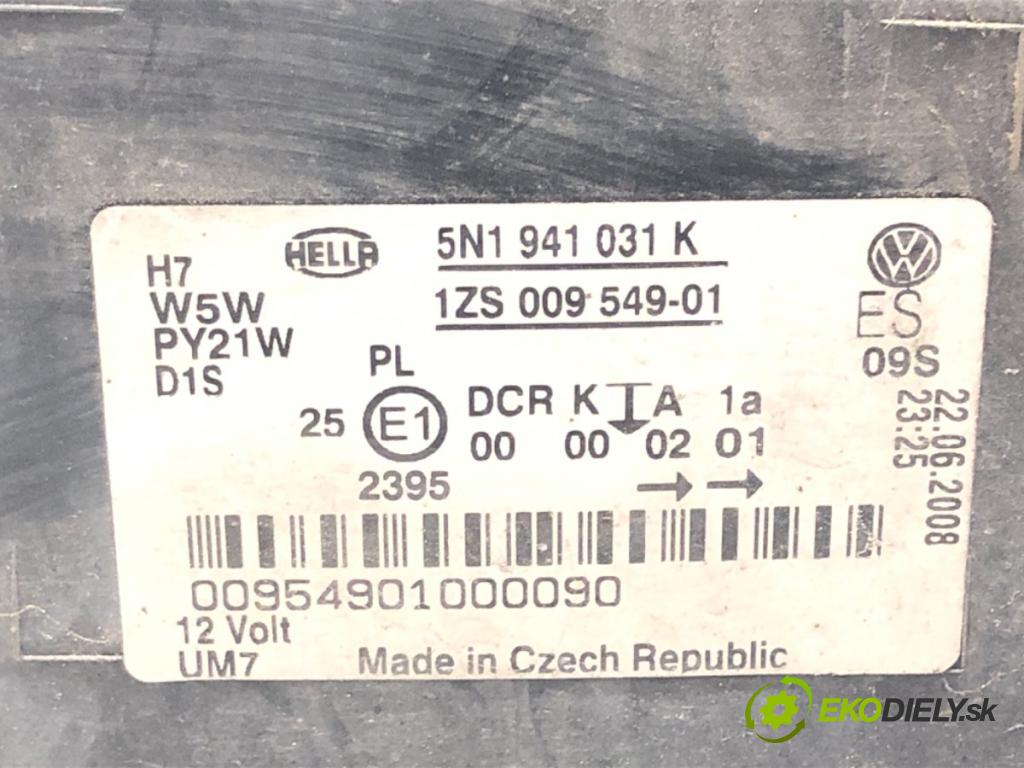 HELLA
5N1 941 031 K
1ZS 009 549-01
H7
W5W
PY21W
D1S
ES
09S
22.06.2008
23:25
PL
25 E1 DCR K A 1a
00 00 02 01
2395 → →
00954901000090
12 Volt
UM7
Made in Czech Republic
EKODIELY.sk